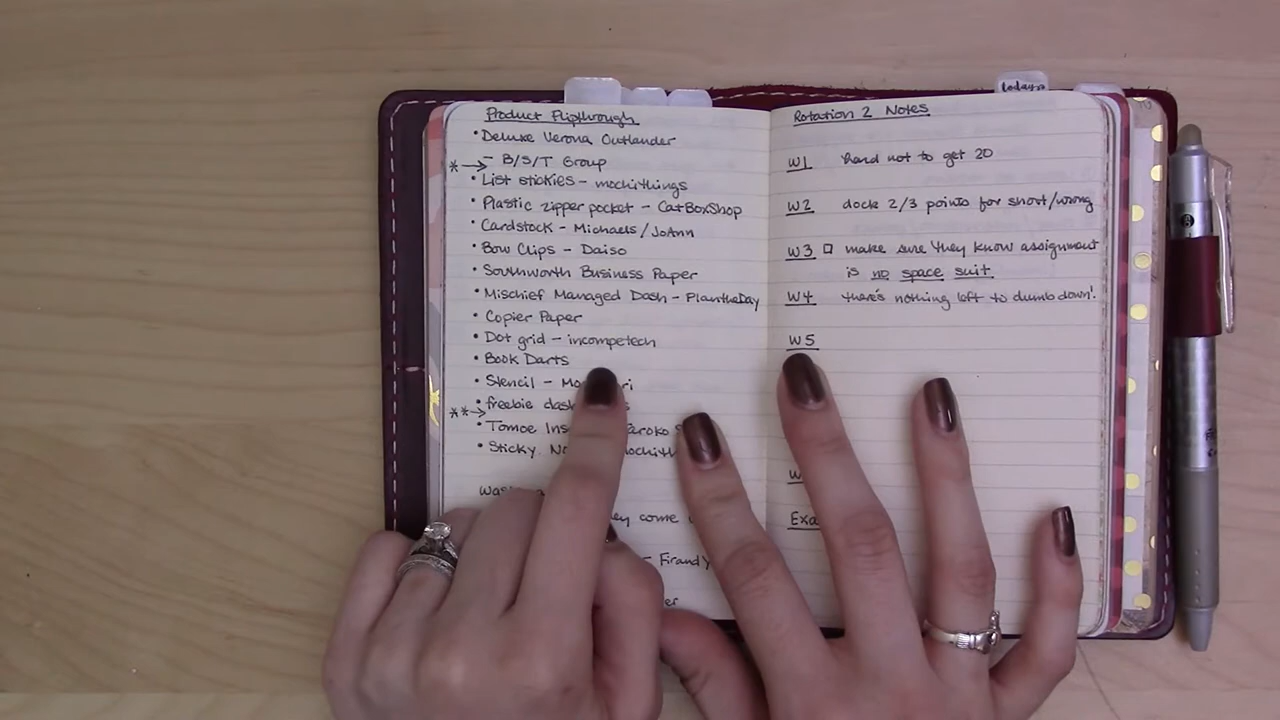 today
Product Flipthrough
• Deluxe Verona Outlander
* → - B/S/T Group
• List stickies - mochithings
• Plastic zipper pocket - CatBoxShop
• Cardstock - Michaels/JoAnn
• Bow Clips - Daiso
• Southworth Business Paper
• Mischief Managed Dash - PlantheDay
• Copier Paper
• Dot grid - incompetech
• Book Darts
• Stencil -
** → • freebie
• Tomoe
• Sticky
come
er
Rotation 2 Notes
W1 hard not to get 20
W2 dock 2/3 points for short/wrong
W3 □ make sure they know assignment
is no space suit
W4 there's nothing left to dumb down!
W5